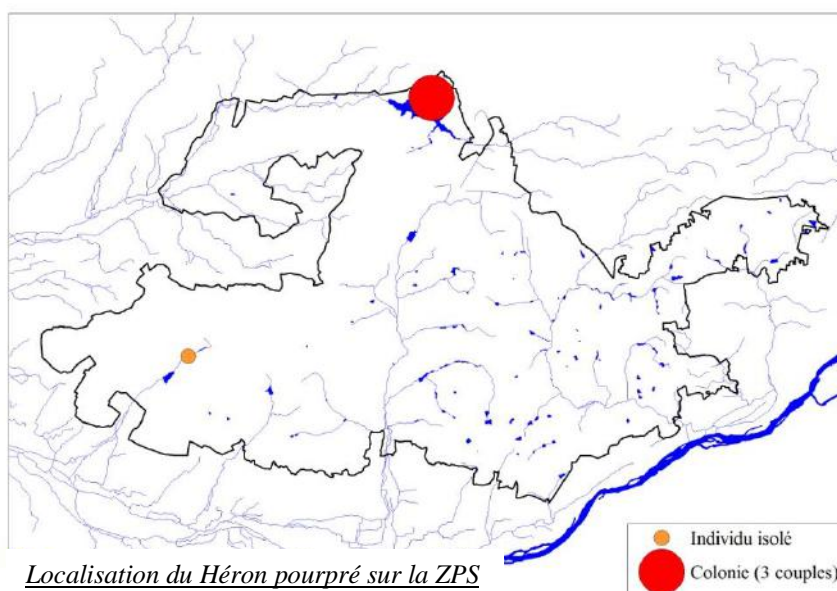 Individu isolé
Colonie (3 couples)
Localisation du Héron pourpré sur la ZPS